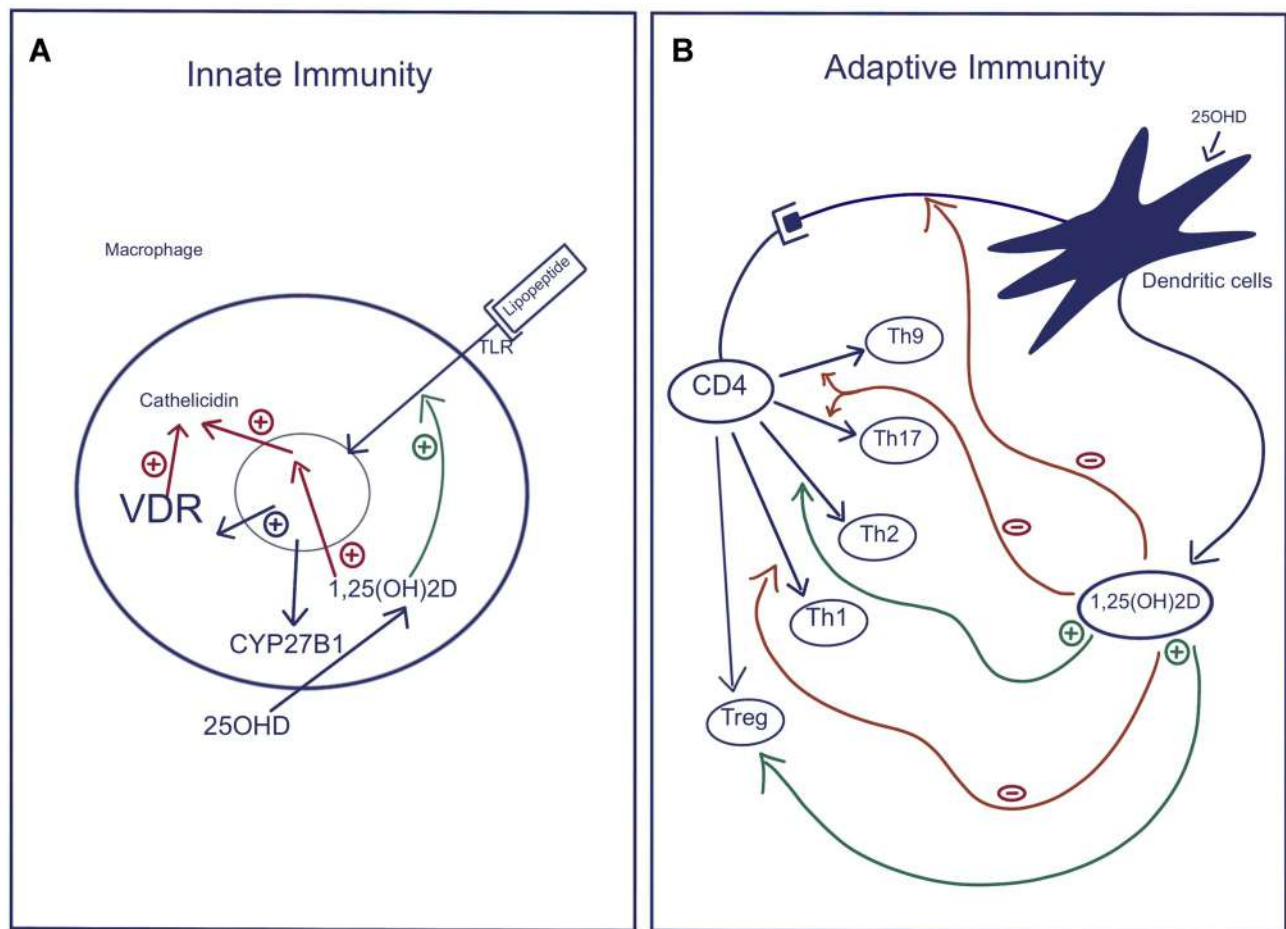 A
Innate Immunity
Macrophage
Lipopeptide
TLR
Cathelicidin
+
+
VDR
+
+
+
1,25(OH)2D
CYP27B1
25OHD
B
Adaptive Immunity
25OHD
Dendritic cells
Th9
CD4
Th17
-
-
Th2
1,25(OH)2D
Th1
+
+
Treg
-